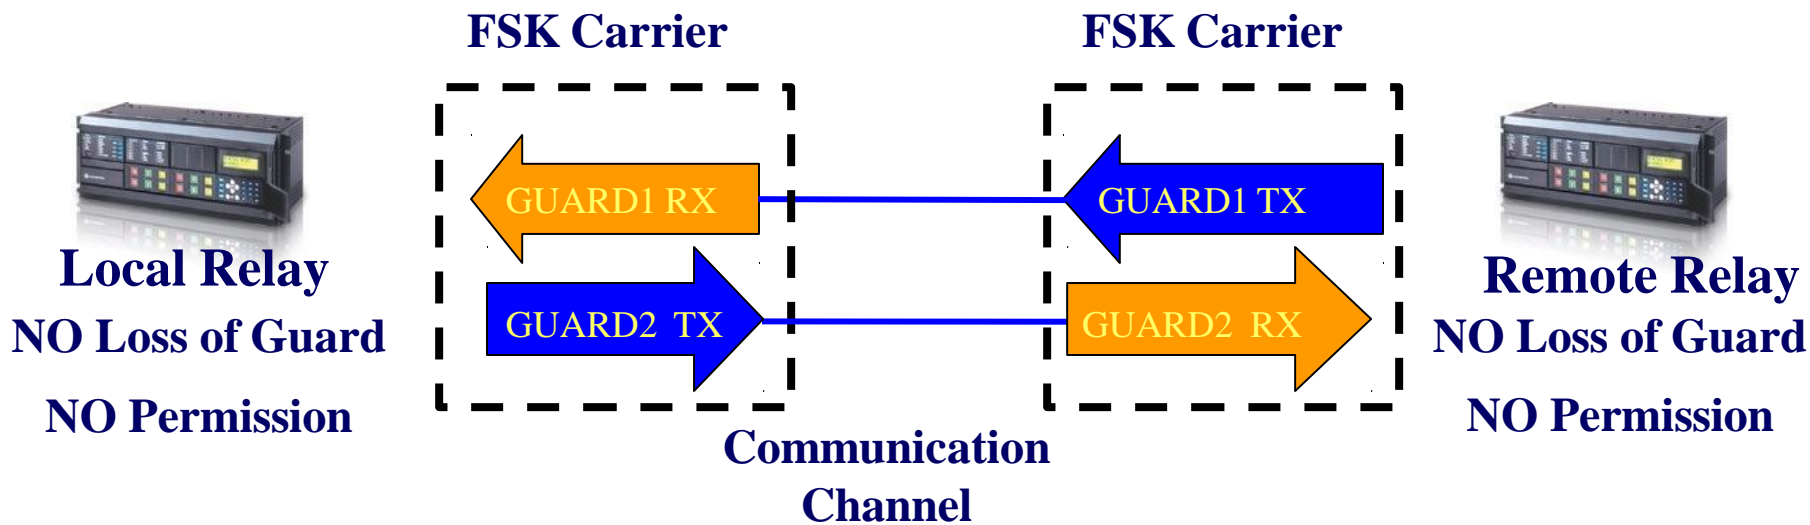 FSK Carrier
FSK Carrier
GUARD1 RX
GUARD1 TX
Local Relay
Remote Relay
GUARD2 TX
GUARD2 RX
NO Loss of Guard
NO Loss of Guard
NO Permission
NO Permission
Communication
Channel